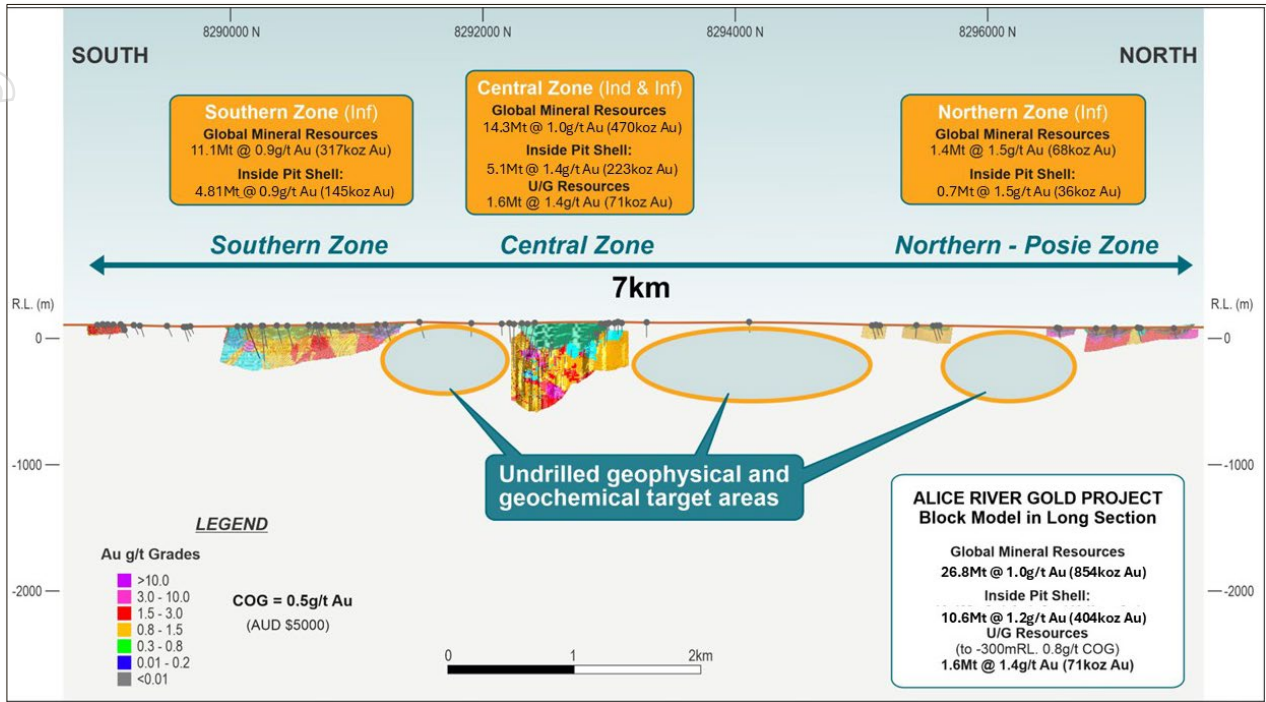 8290000 N
8292000 N
8294000 N
8296000 N
SOUTH
NORTH
Southern Zone (Inf)
Global Mineral Resources
11.1Mt @ 0.9g/t Au (317koz Au)
Inside Pit Shell:
4.81Mt @ 0.9g/t Au (145koz Au)
Central Zone (Ind & Inf)
Global Mineral Resources
14.3Mt @ 1.0g/t Au (470koz Au)
Inside Pit Shell:
5.1Mt @ 1.4g/t Au (223koz Au)
U/G Resources
1.6Mt @ 1.4g/t Au (71koz Au)
Northern Zone (Inf)
Global Mineral Resources
1.4Mt @ 1.5g/t Au (68koz Au)
Inside Pit Shell:
0.7Mt @ 1.5g/t Au (36koz Au)
Southern Zone
Central Zone
Northern - Posie Zone
7km
R.L. (m)
0
-1000
-2000
R.L. (m)
0
-1000
-2000
Undrilled geophysical and
geochemical target areas
LEGEND
Au g/t Grades
>10.0
3.0 - 10.0
1.5 - 3.0
0.8 - 1.5
0.3 - 0.8
0.01 - 0.2
<0.01
COG = 0.5g/t Au
(AUD $5000)
0 1 2km
ALICE RIVER GOLD PROJECT
Block Model in Long Section
Global Mineral Resources
26.8Mt @ 1.0g/t Au (854koz Au)
Inside Pit Shell:
10.6Mt @ 1.2g/t Au (404koz Au)
U/G Resources
(to -300mRL. 0.8g/t COG)
1.6Mt @ 1.4g/t Au (71koz Au)